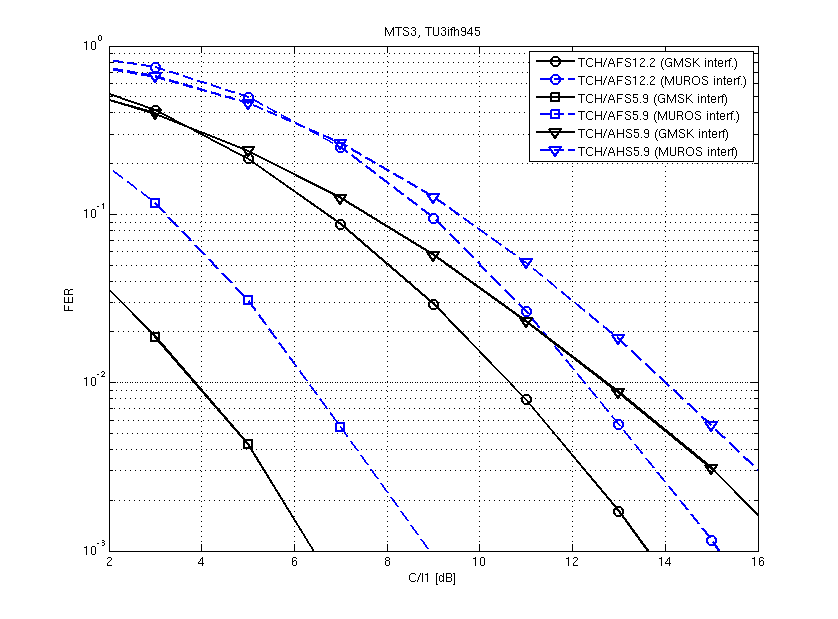 MTS3, TU3ifh945
TCH/AFS12.2 (GMSK interf.)
TCH/AFS12.2 (MUROS interf.)
TCH/AFS5.9 (GMSK interf)
TCH/AFS5.9 (MUROS interf.)
TCH/AHS5.9 (GMSK interf)
TCH/AHS5.9 (MUROS interf)
10^0
10^-1
10^-2
10^-3
FER
2 4 6 8 10 12 14 16
C/I1 [dB]